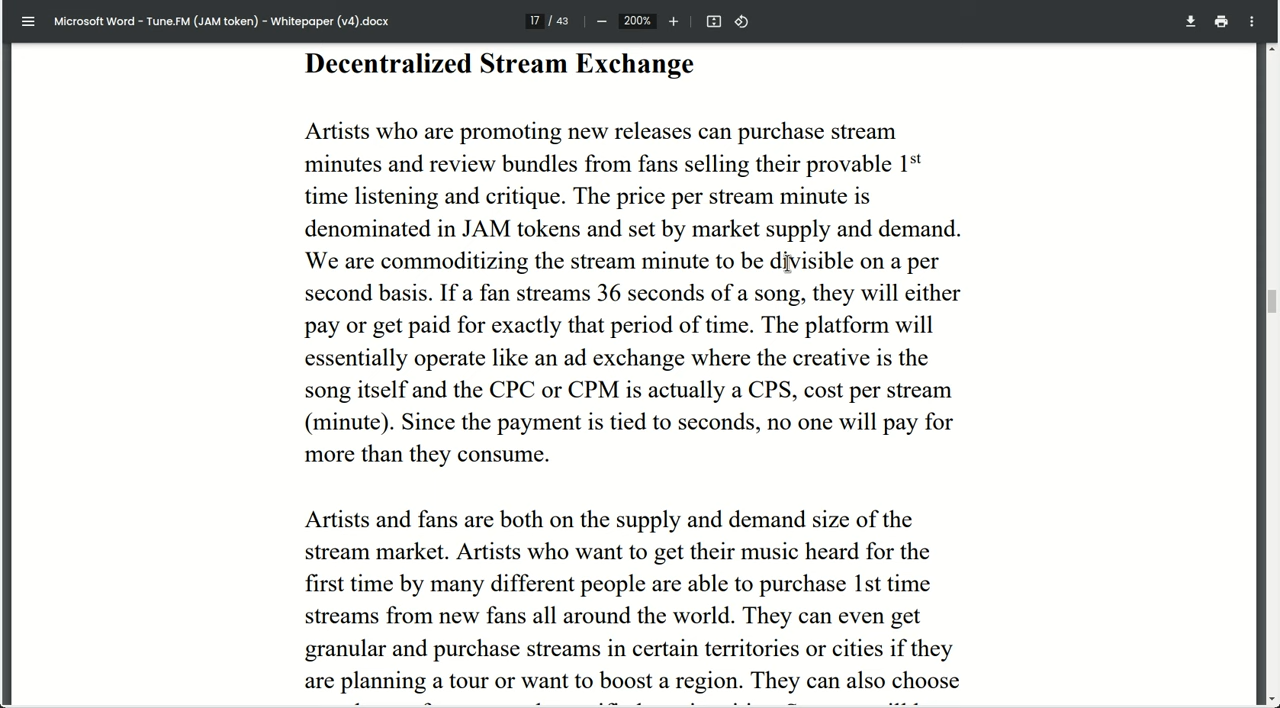 Microsoft Word - Tune.FM (JAM token) - Whitepaper (v4).docx
17 / 43
200%
Decentralized Stream Exchange
Artists who are promoting new releases can purchase stream
minutes and review bundles from fans selling their provable 1st
time listening and critique. The price per stream minute is
denominated in JAM tokens and set by market supply and demand.
We are commoditizing the stream minute to be divisible on a per
second basis. If a fan streams 36 seconds of a song, they will either
pay or get paid for exactly that period of time. The platform will
essentially operate like an ad exchange where the creative is the
song itself and the CPC or CPM is actually a CPS, cost per stream
(minute). Since the payment is tied to seconds, no one will pay for
more than they consume.
Artists and fans are both on the supply and demand size of the
stream market. Artists who want to get their music heard for the
first time by many different people are able to purchase 1st time
streams from new fans all around the world. They can even get
granular and purchase streams in certain territories or cities if they
are planning a tour or want to boost a region. They can also choose